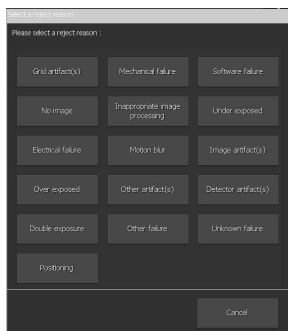 Select a reject reason
Please select a reject reason :
Grid artifact(s)
Mechanical failure
Software failure
No image
Inappropriate image
processing
Under exposed
Electrical failure
Motion blur
Image artifact(s)
Over exposed
Other artifact(s)
Detector artifact(s)
Double exposure
Other failure
Unknown failure
Positioning
Cancel